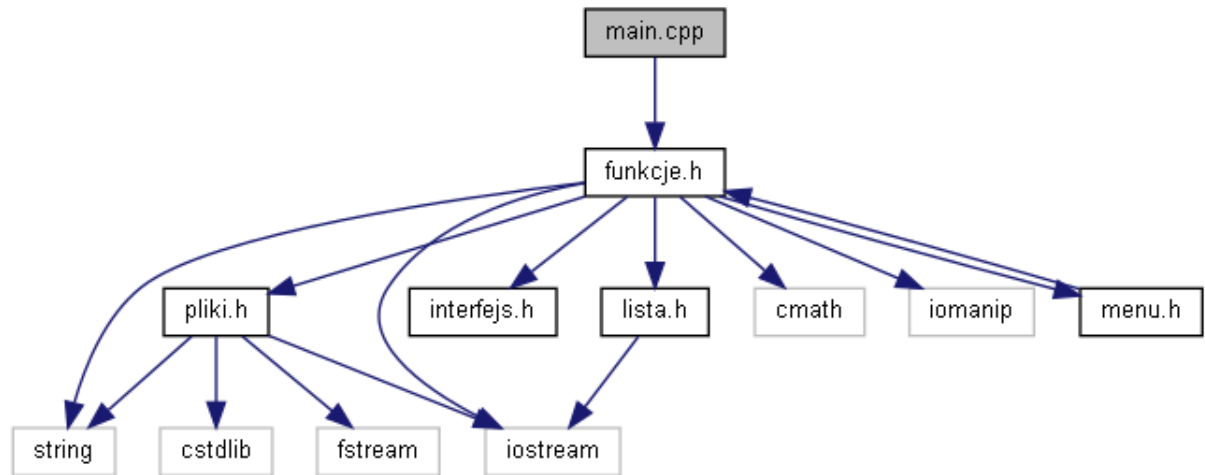 main.cpp
funkcje.h
pliki.h
interfejs.h
lista.h
cmath
iomanip
menu.h
string
cstdlib
fstream
iostream